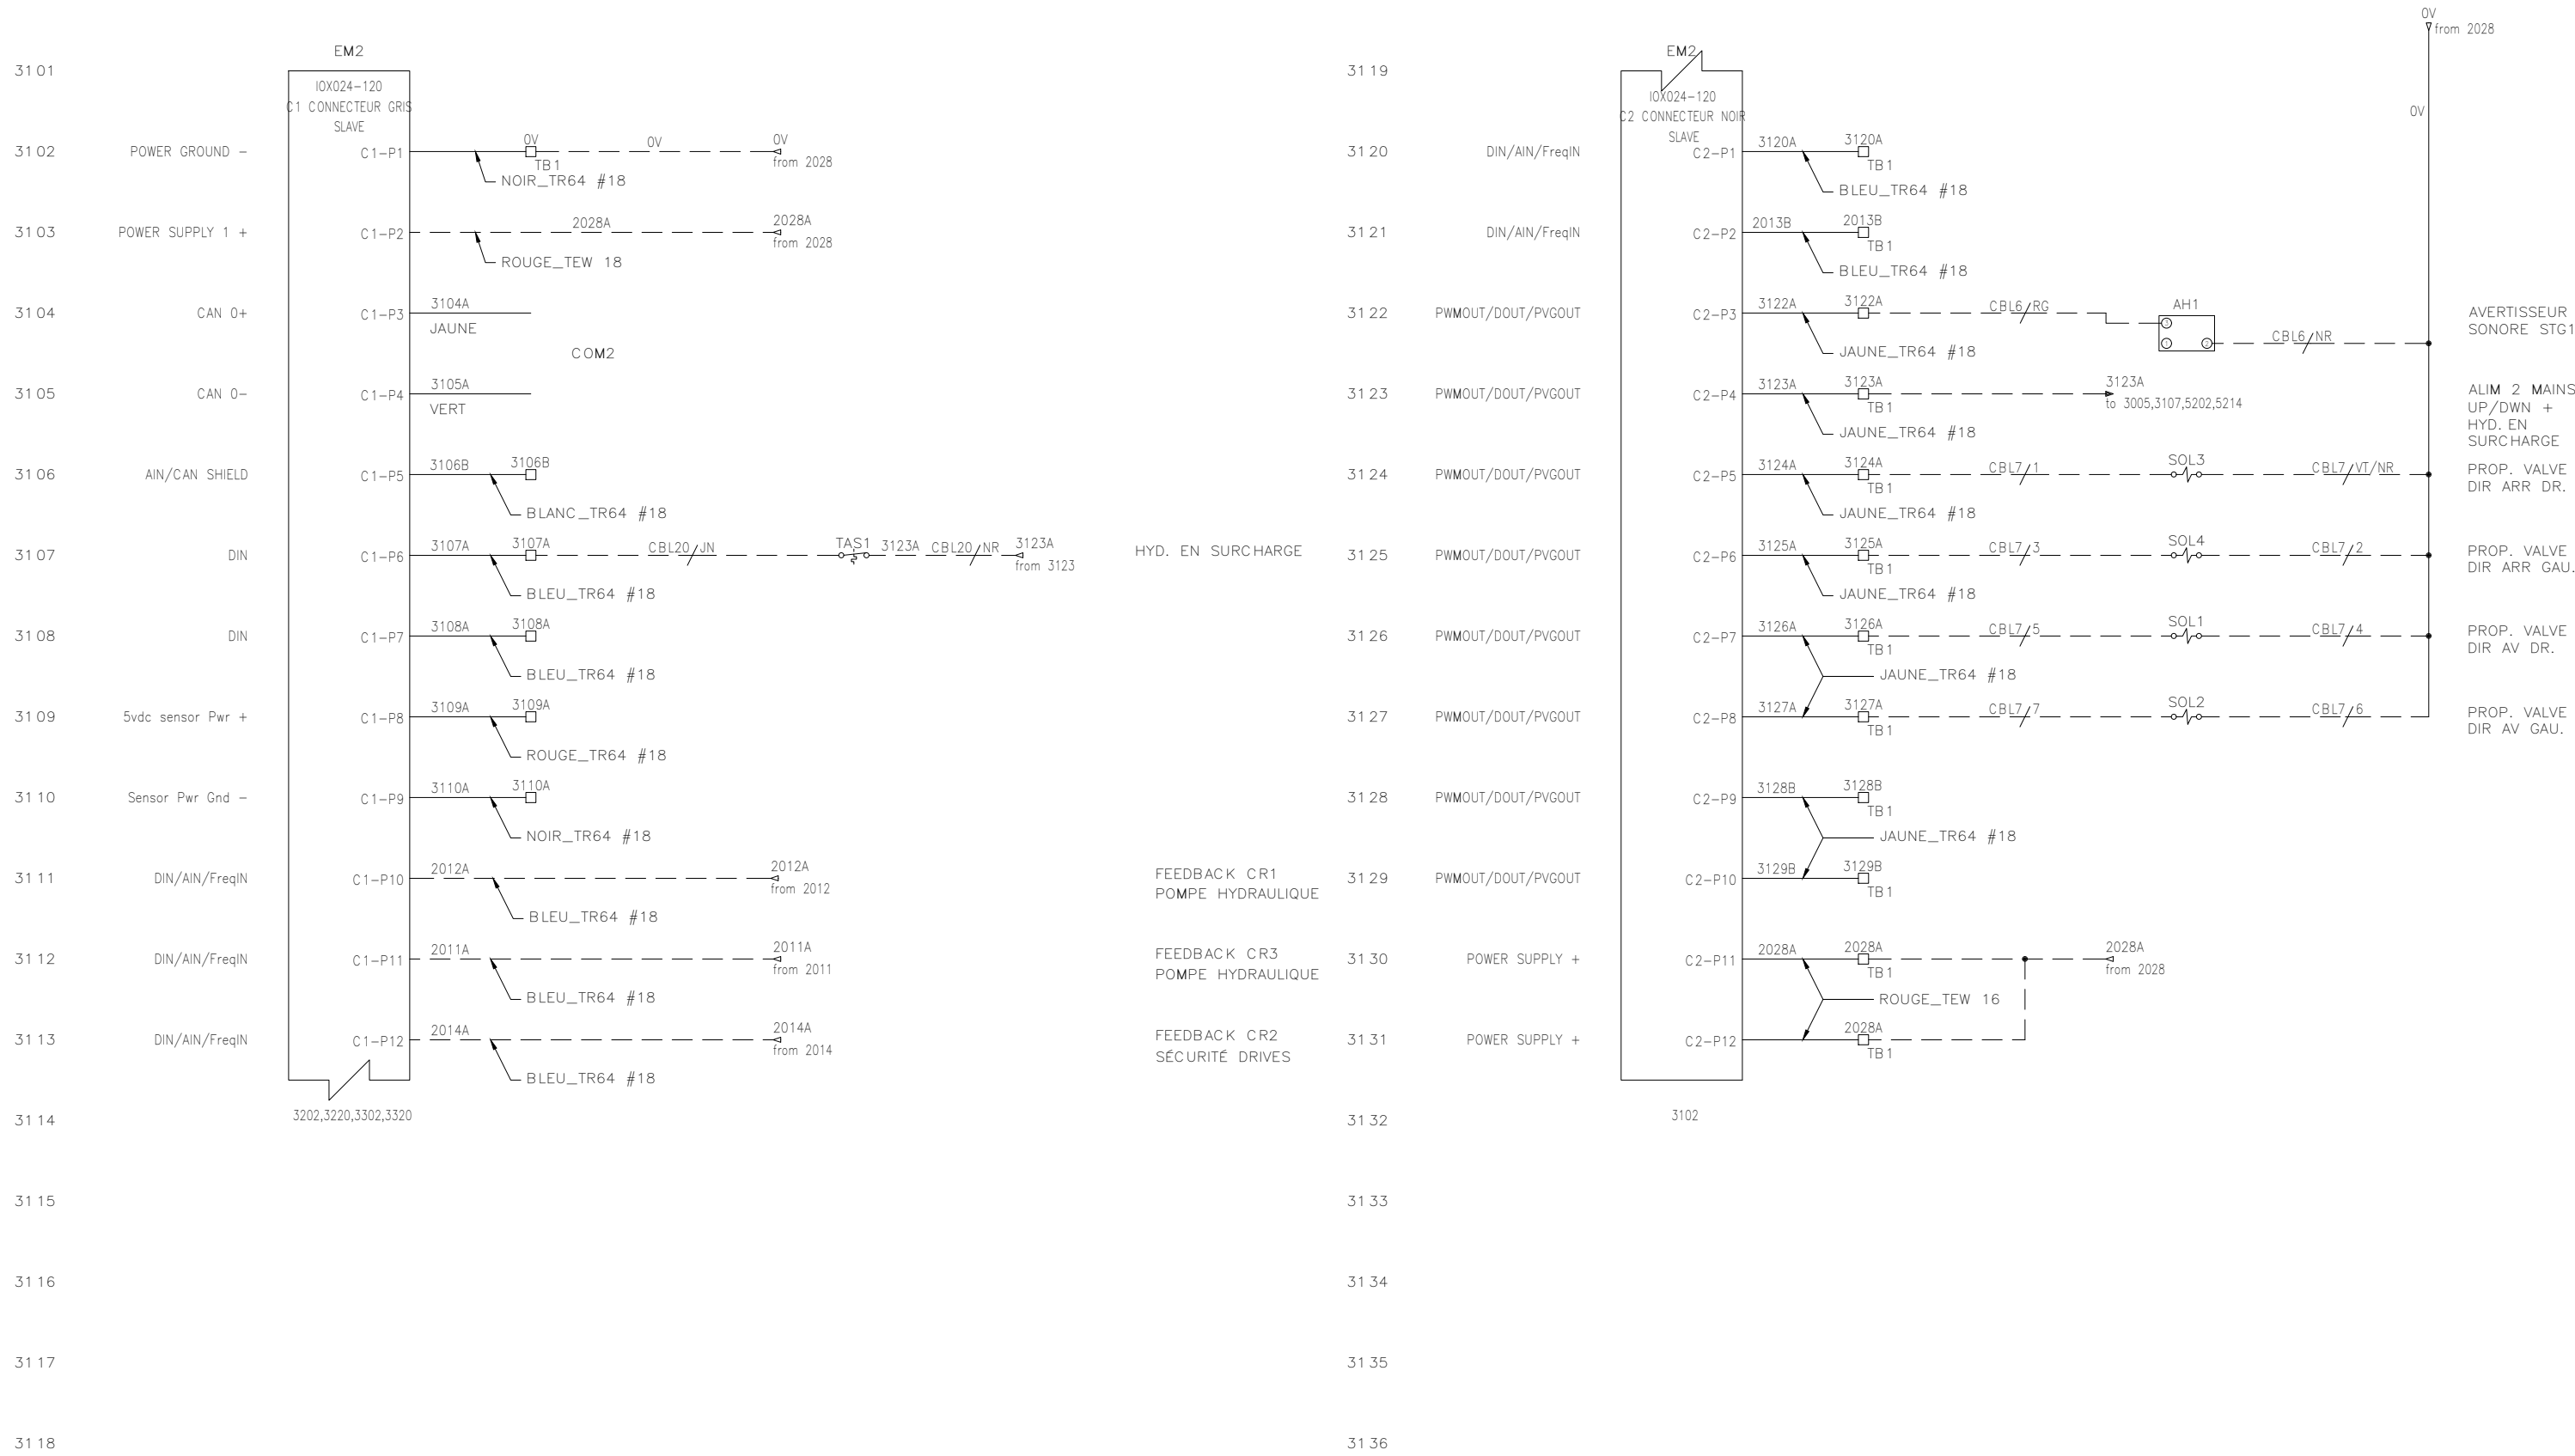 3101
EM2
IOX024-120
C1 CONNECTEUR GRIS
SLAVE
3102
POWER GROUND -
C1-P1
0V
TB1
0V
0V
from 2028
NOIR_TR64 #18
3103
POWER SUPPLY 1 +
C1-P2
2028A
2028A
from 2028
ROUGE_TEW 18
3104
CAN 0+
C1-P3
3104A
JAUNE
COM2
3105
CAN 0-
C1-P4
3105A
VERT
3106
AIN/CAN SHIELD
C1-P5
3106B
3106B
BLANC_TR64 #18
3107
DIN
C1-P6
3107A
3107A
CBL20/JN
TAS1
3123A
CBL20/NR
3123A
from 3123
HYD. EN SURCHARGE
BLEU_TR64 #18
3108
DIN
C1-P7
3108A
3108A
BLEU_TR64 #18
3109
5vdc sensor Pwr +
C1-P8
3109A
3109A
ROUGE_TR64 #18
3110
Sensor Pwr Gnd -
C1-P9
3110A
3110A
NOIR_TR64 #18
3111
DIN/AIN/FreqIN
C1-P10
2012A
2012A
from 2012
FEEDBACK CR1
POMPE HYDRAULIQUE
BLEU_TR64 #18
3112
DIN/AIN/FreqIN
C1-P11
2011A
2011A
from 2011
FEEDBACK CR3
POMPE HYDRAULIQUE
BLEU_TR64 #18
3113
DIN/AIN/FreqIN
C1-P12
2014A
2014A
from 2014
FEEDBACK CR2
SÉCURITÉ DRIVES
BLEU_TR64 #18
3202,3220,3302,3320
3114
3115
3116
3117
3118
3119
EM2
IOX024-120
C2 CONNECTEUR NOIR
SLAVE
0V
from 2028
0V
3120
DIN/AIN/FreqIN
C2-P1
3120A
3120A
TB1
BLEU_TR64 #18
3121
DIN/AIN/FreqIN
C2-P2
2013B
2013B
TB1
BLEU_TR64 #18
3122
PWMOUT/DOUT/PVGOUT
C2-P3
3122A
3122A
CBL6/RG
AH1
3
1
2
CBL6/NR
AVERTISSEUR
SONORE STG1
JAUNE_TR64 #18
3123
PWMOUT/DOUT/PVGOUT
C2-P4
3123A
3123A
TB1
3123A
to 3005,3107,5202,5214
ALIM 2 MAINS
UP/DWN +
HYD. EN
SURCHARGE
JAUNE_TR64 #18
3124
PWMOUT/DOUT/PVGOUT
C2-P5
3124A
3124A
TB1
CBL7/1
SOL3
CBL7/VT/NR
PROP. VALVE
DIR ARR DR.
JAUNE_TR64 #18
3125
PWMOUT/DOUT/PVGOUT
C2-P6
3125A
3125A
TB1
CBL7/3
SOL4
CBL7/2
PROP. VALVE
DIR ARR GAU.
JAUNE_TR64 #18
3126
PWMOUT/DOUT/PVGOUT
C2-P7
3126A
3126A
TB1
CBL7/5
SOL1
CBL7/4
PROP. VALVE
DIR AV DR.
JAUNE_TR64 #18
3127
PWMOUT/DOUT/PVGOUT
C2-P8
3127A
3127A
TB1
CBL7/7
SOL2
CBL7/6
PROP. VALVE
DIR AV GAU.
3128
PWMOUT/DOUT/PVGOUT
C2-P9
3128B
3128B
TB1
JAUNE_TR64 #18
3129
PWMOUT/DOUT/PVGOUT
C2-P10
3129B
3129B
TB1
3130
POWER SUPPLY +
C2-P11
2028A
2028A
TB1
2028A
from 2028
ROUGE_TEW 16
3131
POWER SUPPLY +
C2-P12
2028A
TB1
3102
3132
3133
3134
3135
3136